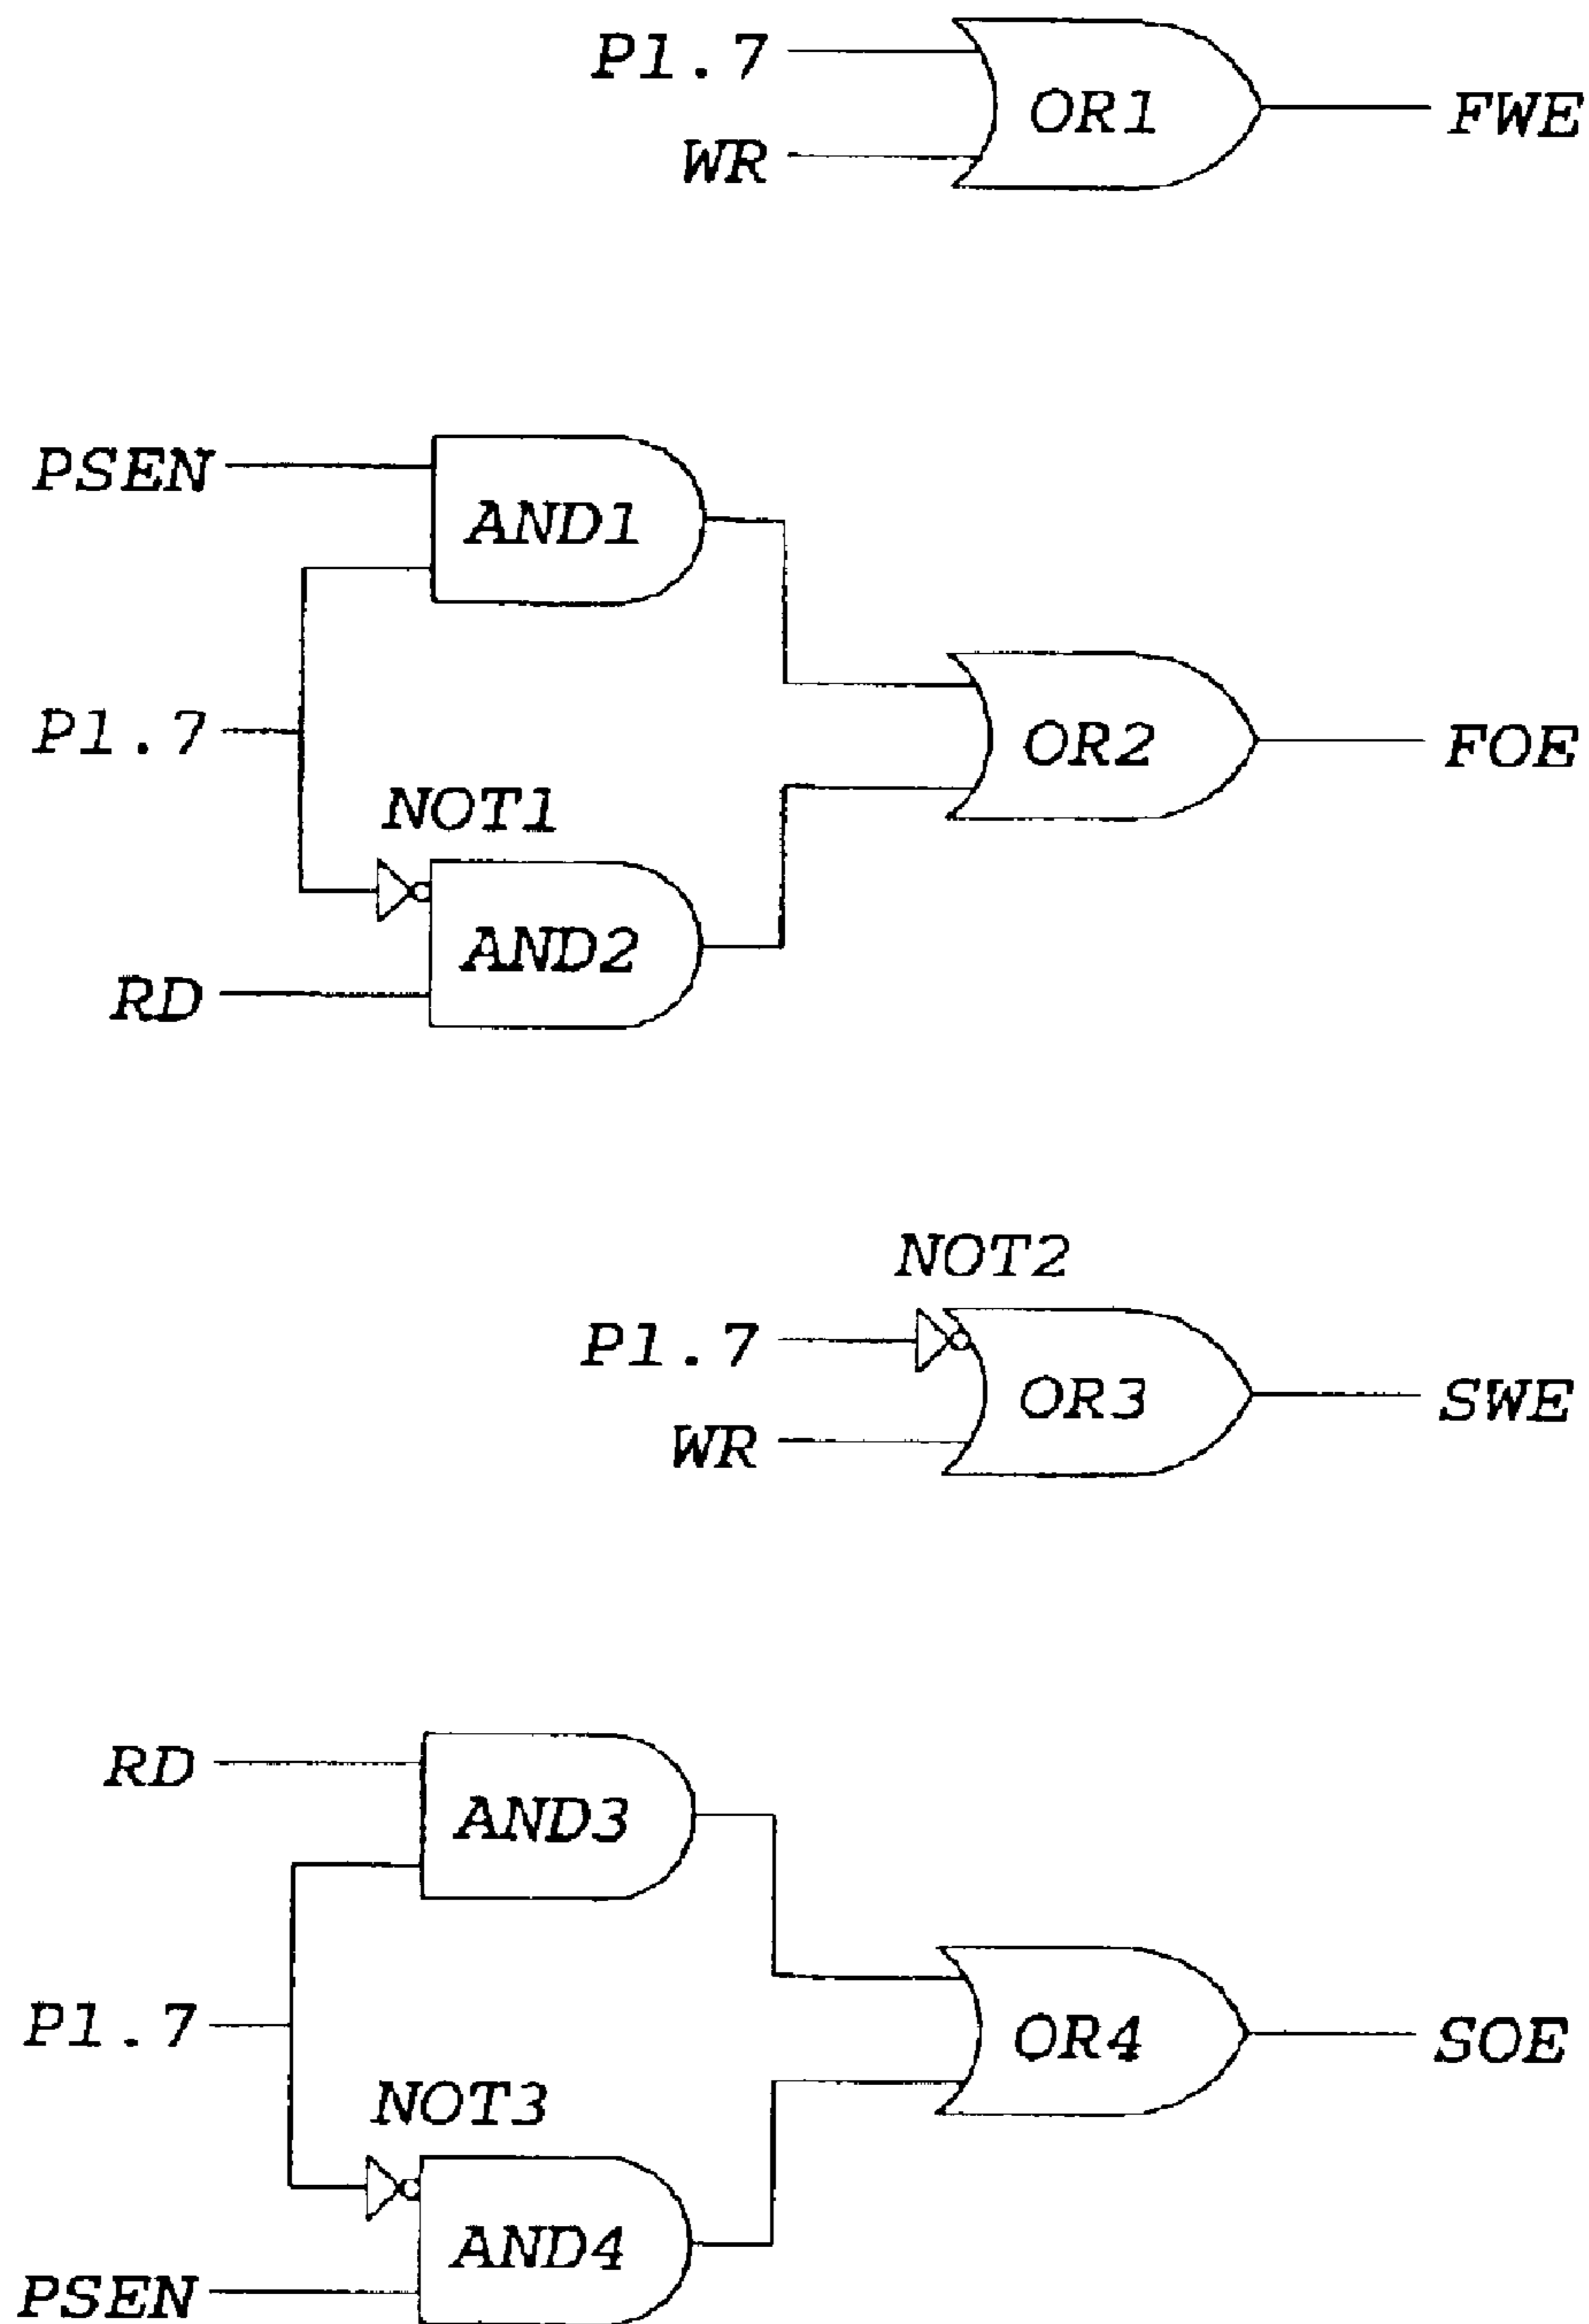 P1.7
OR1
FWE
WR
PSEN
AND1
P1.7
OR2
FOE
NOT1
AND2
RD
NOT2
P1.7
OR3
SWE
WR
RD
AND3
P1.7
OR4
SOE
NOT3
AND4
PSEN